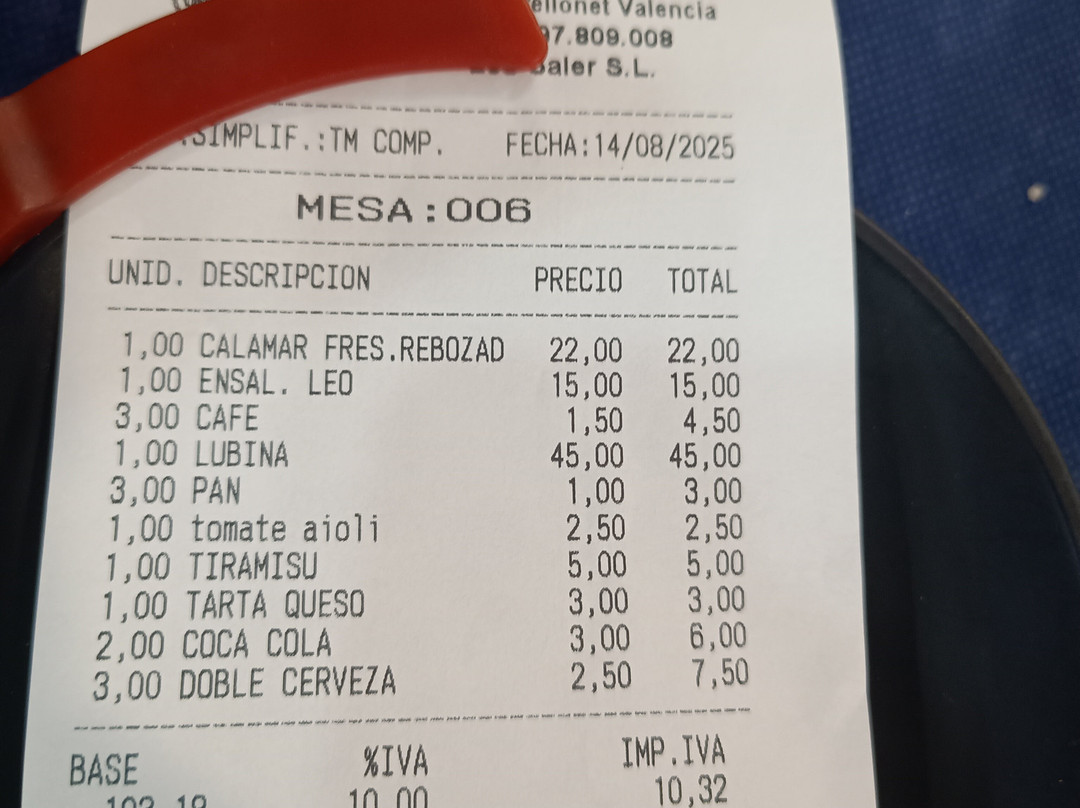 Valencia
97.809.008
Saler S.L.
SIMPLIF.:TM COMP. FECHA:14/08/2025
MESA:006
UNID. DESCRIPCION PRECIO TOTAL
1,00 CALAMAR FRES.REBOZAD 22,00 22,00
1,00 ENSAL. LEO 15,00 15,00
3,00 CAFE 1,50 4,50
1,00 LUBINA 45,00 45,00
3,00 PAN 1,00 3,00
1,00 tomate aioli 2,50 2,50
1,00 TIRAMISU 5,00 5,00
1,00 TARTA QUESO 3,00 3,00
2,00 COCA COLA 3,00 6,00
3,00 DOBLE CERVEZA 2,50 7,50
BASE %IVA IMP.IVA
103,18 10,00 10,32